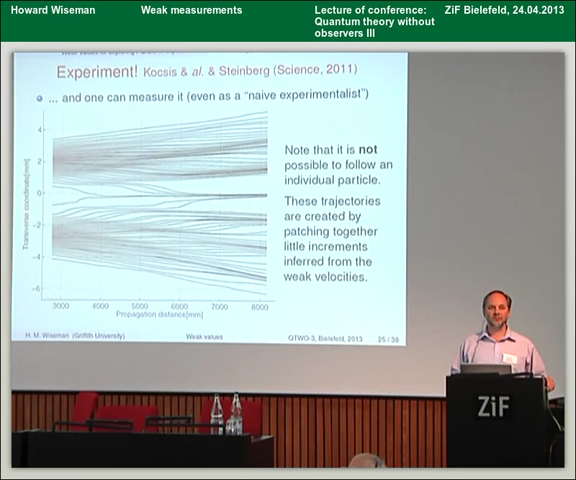 Howard Wiseman
Weak measurements
Lecture of conference:
Quantum theory without
observers III
ZiF Bielefeld, 24.04.2013
Experiment! Kocsis & al. & Steinberg (Science, 2011)
... and one can measure it (even as a "naive experimentalist")
4
2
0
-2
-4
-6
Transverse coordinate[mm]
3000 4000 5000 6000 7000 8000
Propagation distance[mm]
Note that it is not
possible to follow an
individual particle.
These trajectories
are created by
patching together
little increments
inferred from the
weak velocities.
H. M. Wiseman (Griffith University) Weak values QTWO-3, Bielefeld, 2013 25 / 38
ZiF